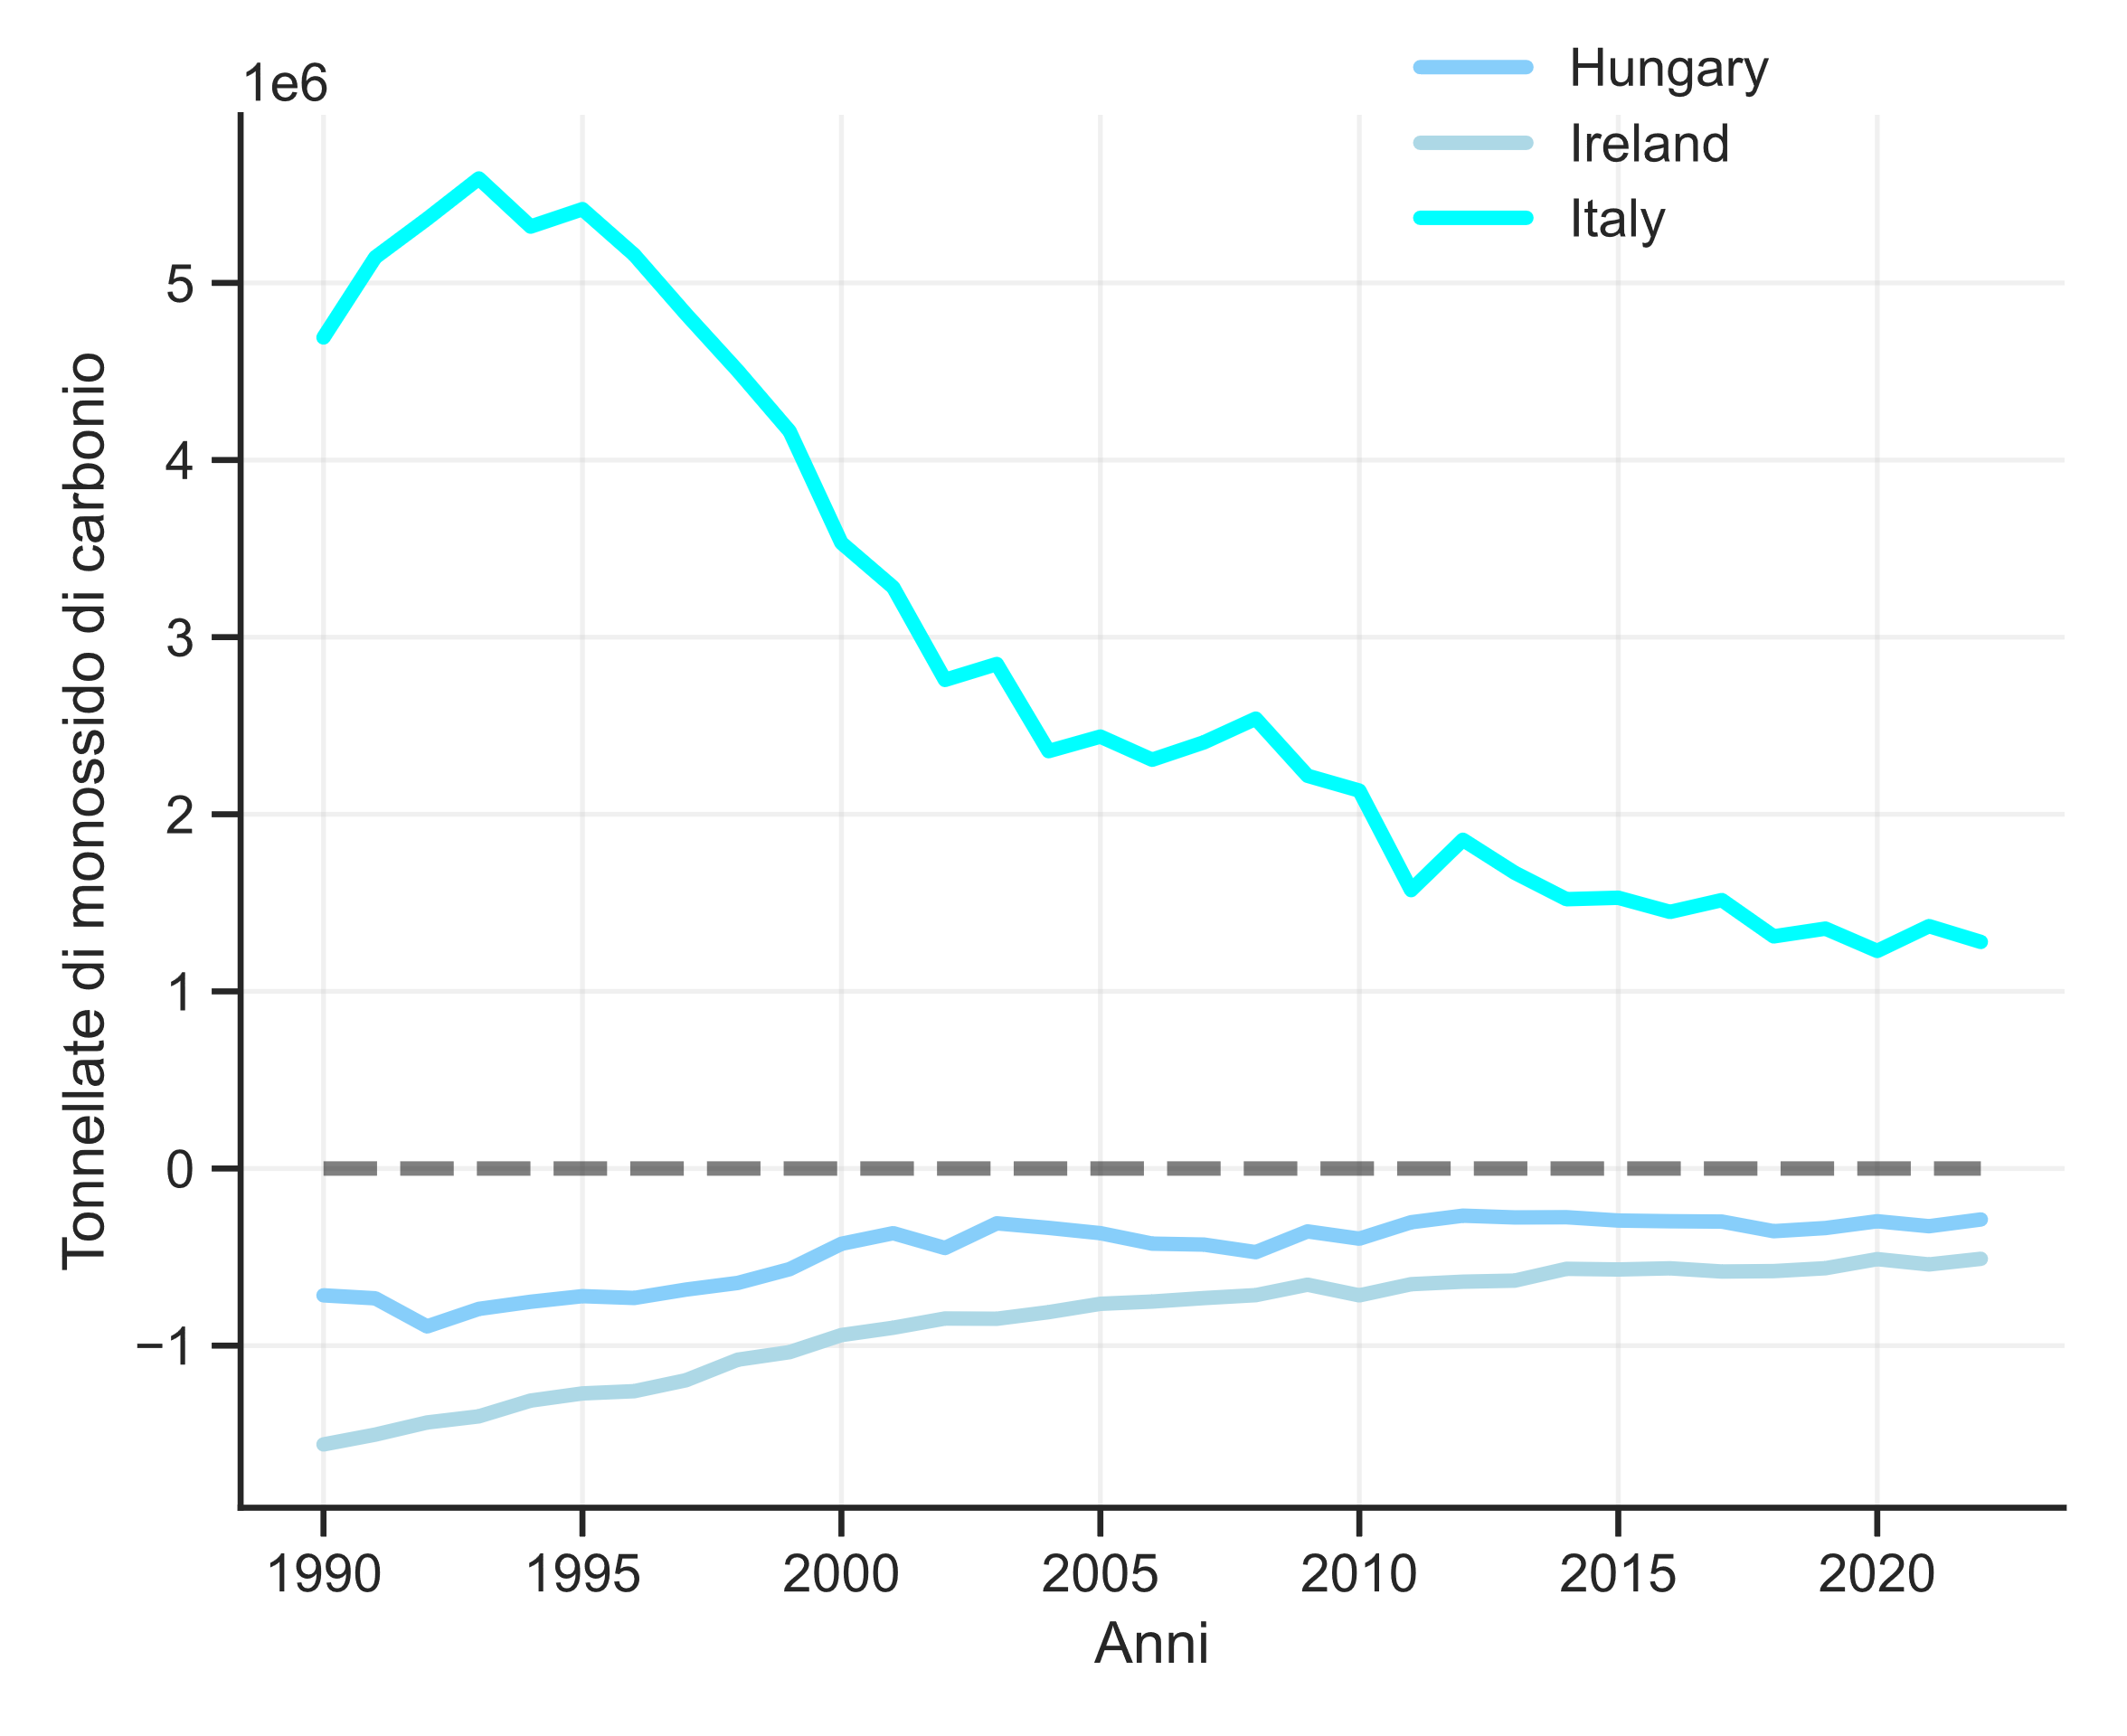 1e6
Hungary
Ireland
Italy
5
4
3
2
1
0
−1
Tonnellate di monossido di carbonio
1990 1995 2000 2005 2010 2015 2020
Anni